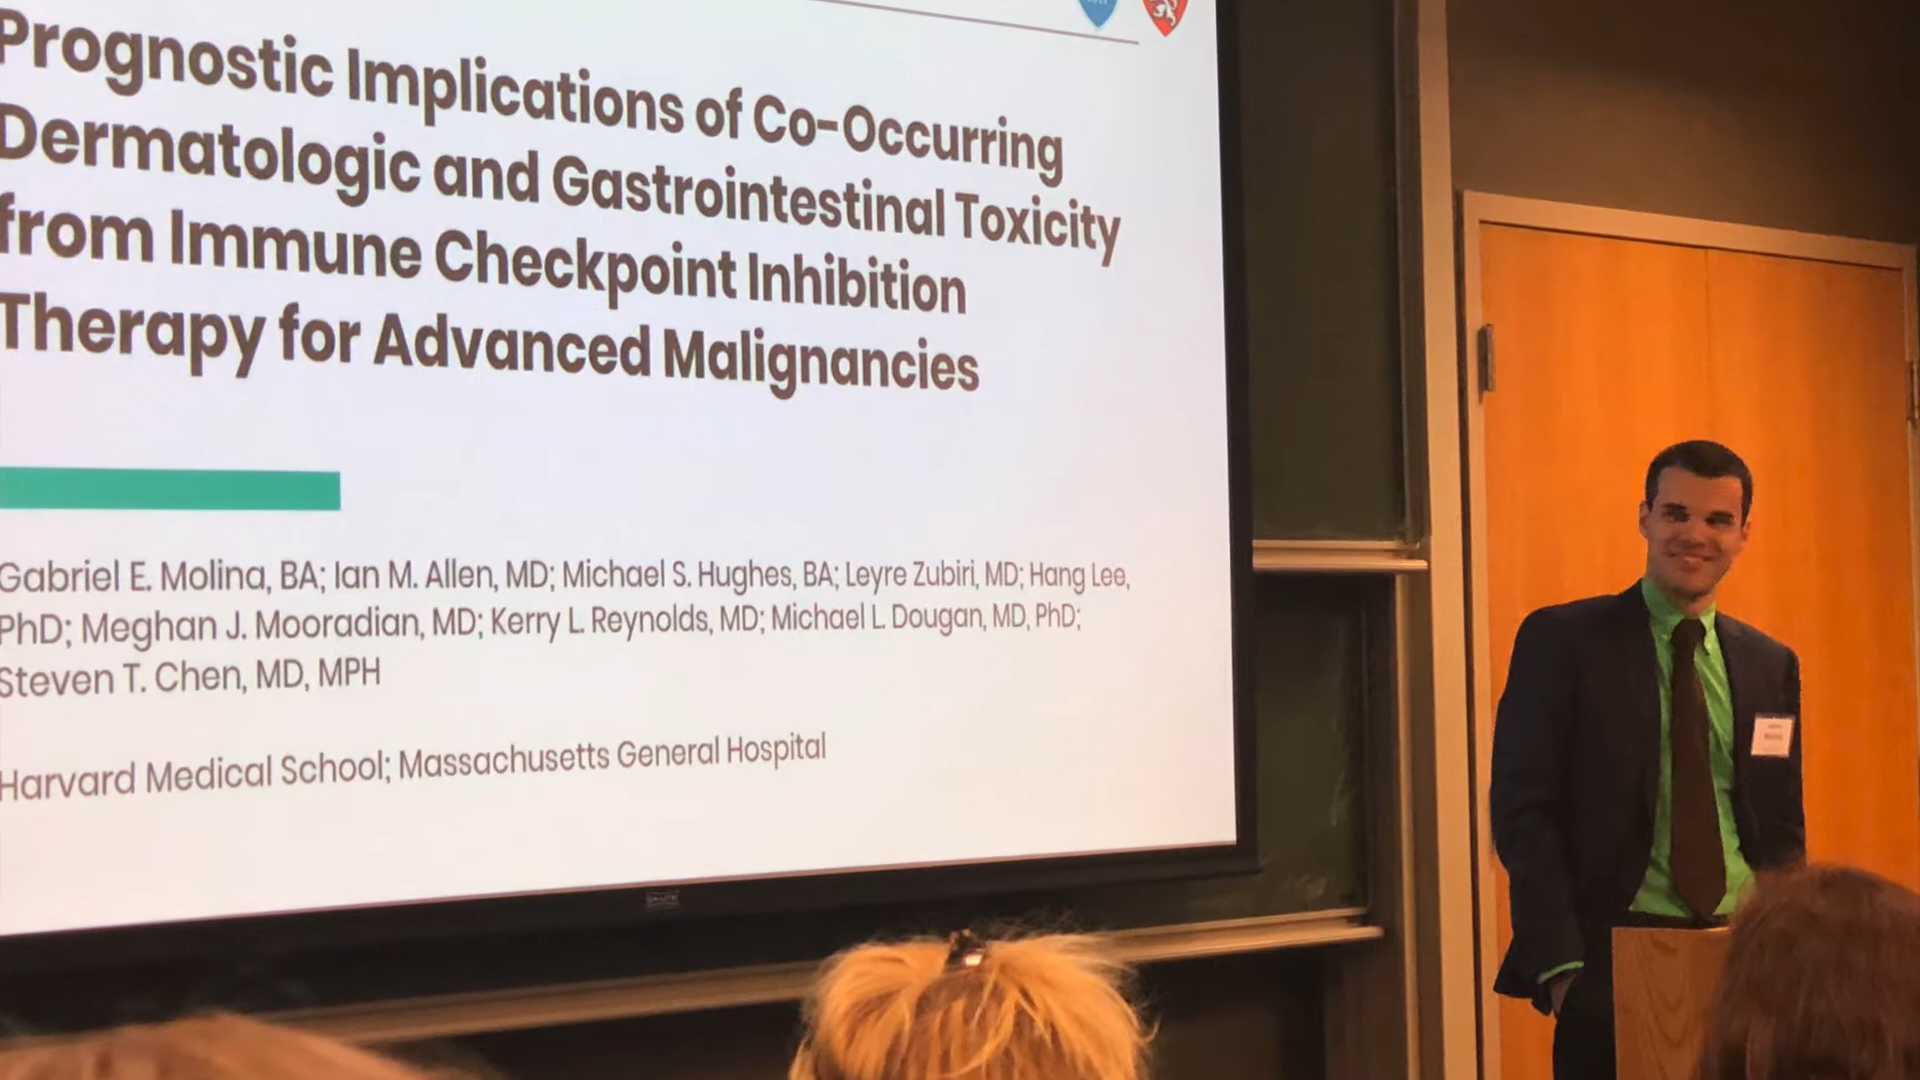 Prognostic Implications of Co-Occurring
Dermatologic and Gastrointestinal Toxicity
from Immune Checkpoint Inhibition
Therapy for Advanced Malignancies
Gabriel E. Molina, BA; Ian M. Allen, MD; Michael S. Hughes, BA; Leyre Zubiri, MD; Hang Lee,
PhD; Meghan J. Mooradian, MD; Kerry L. Reynolds, MD; Michael L. Dougan, MD, PhD;
Steven T. Chen, MD, MPH
Harvard Medical School; Massachusetts General Hospital